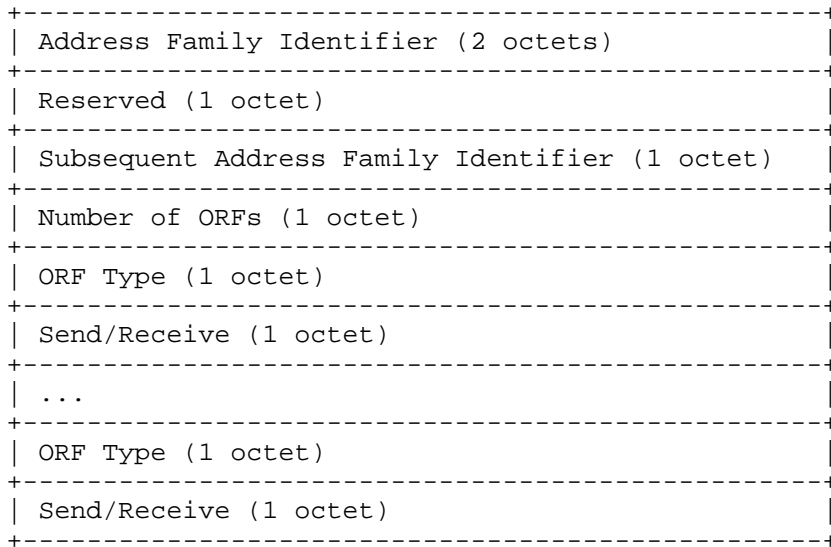 +--------------------------------------------------+
| Address Family Identifier (2 octets)             |
+--------------------------------------------------+
| Reserved (1 octet)                               |
+--------------------------------------------------+
| Subsequent Address Family Identifier (1 octet)   |
+--------------------------------------------------+
| Number of ORFs (1 octet)                         |
+--------------------------------------------------+
| ORF Type (1 octet)                               |
+--------------------------------------------------+
| Send/Receive (1 octet)                           |
+--------------------------------------------------+
| ...                                              |
+--------------------------------------------------+
| ORF Type (1 octet)                               |
+--------------------------------------------------+
| Send/Receive (1 octet)                           |
+--------------------------------------------------+